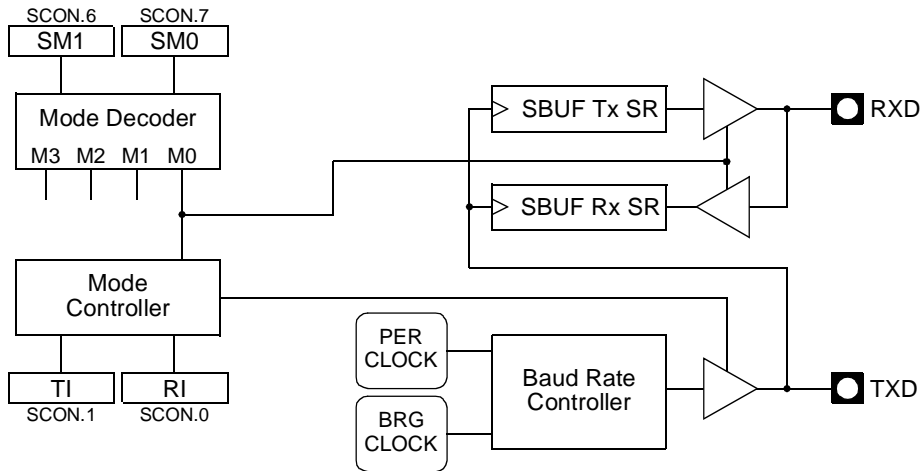 SCON.6 SCON.7
SM1 SM0
Mode Decoder
M3 M2 M1 M0
SBUF Tx SR
RXD
SBUF Rx SR
Mode
Controller
TI RI
SCON.1 SCON.0
PER
CLOCK
BRG
CLOCK
Baud Rate
Controller
TXD